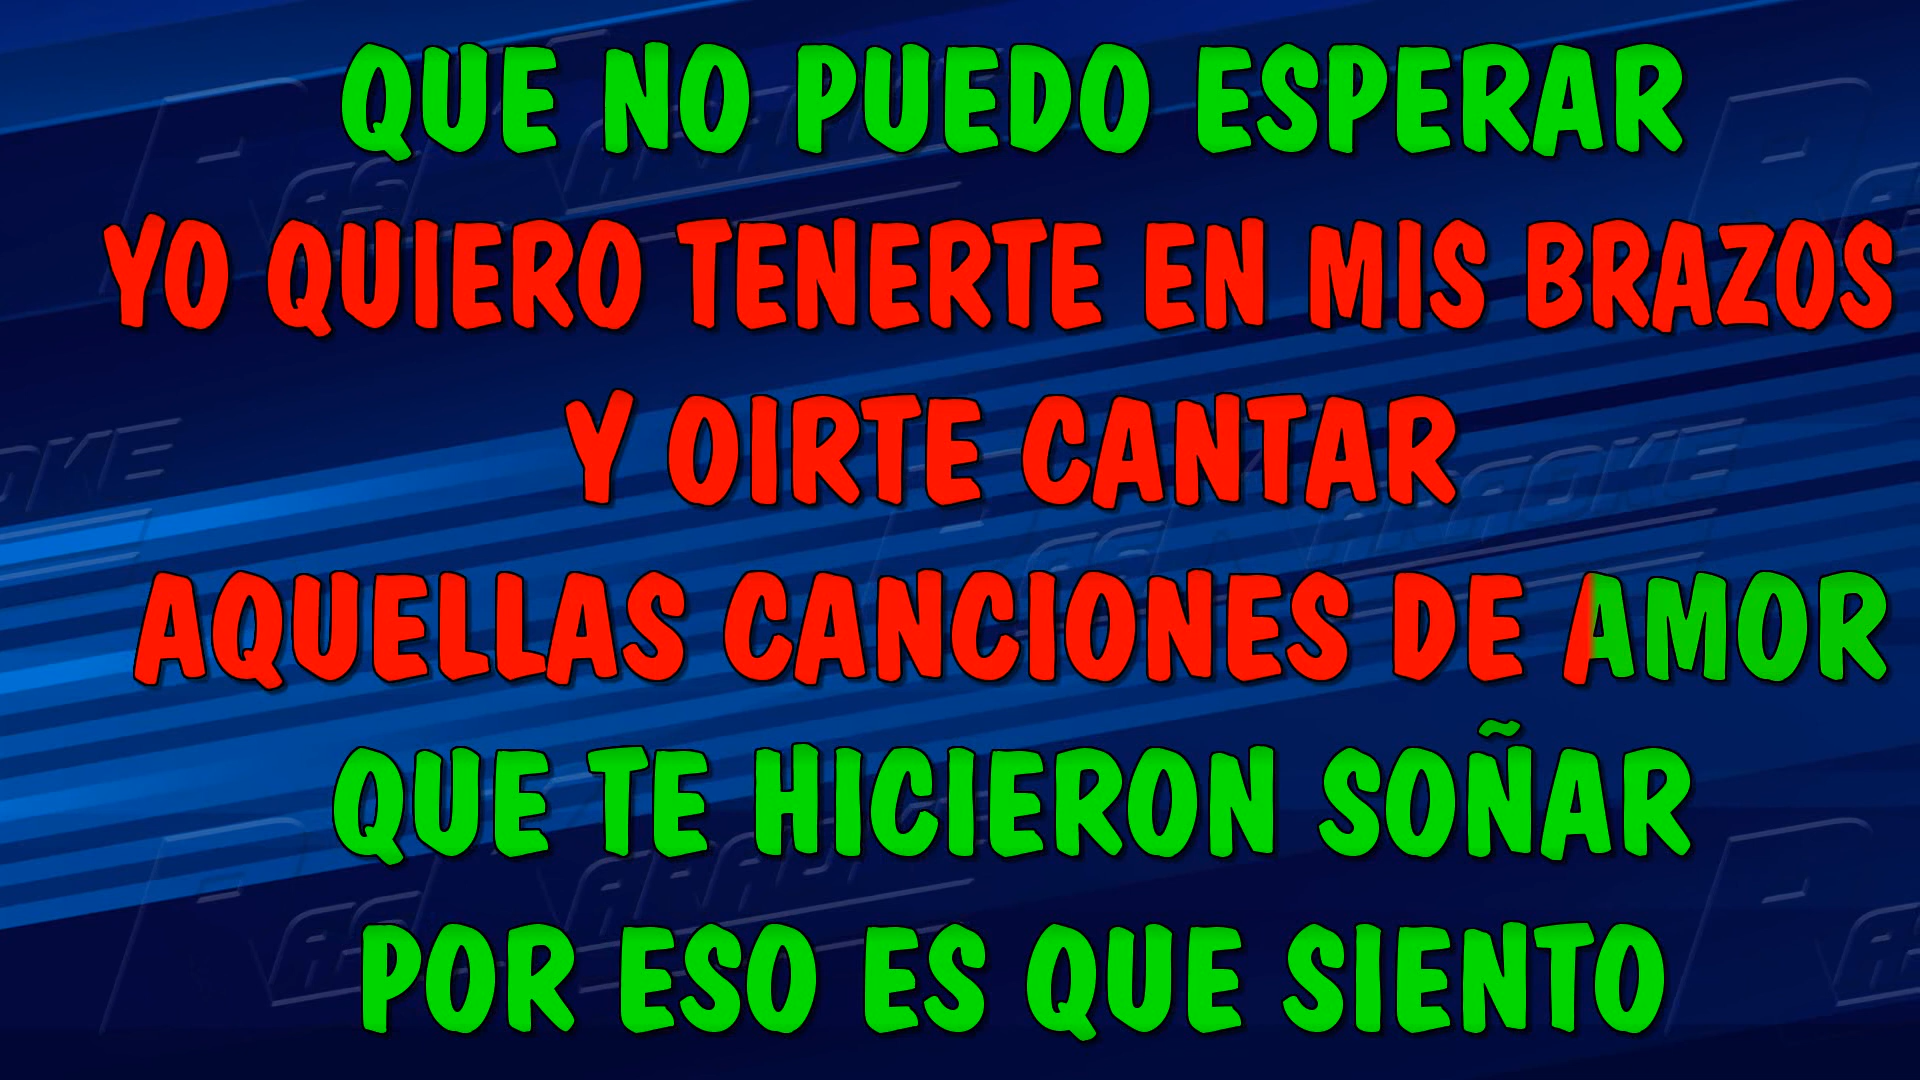 QUE NO PUEDO ESPERAR
YO QUIERO TENERTE EN MIS BRAZOS
Y OIRTE CANTAR
AQUELLAS CANCIONES DE AMOR
QUE TE HICIERON SOÑAR
POR ESO ES QUE SIENTO